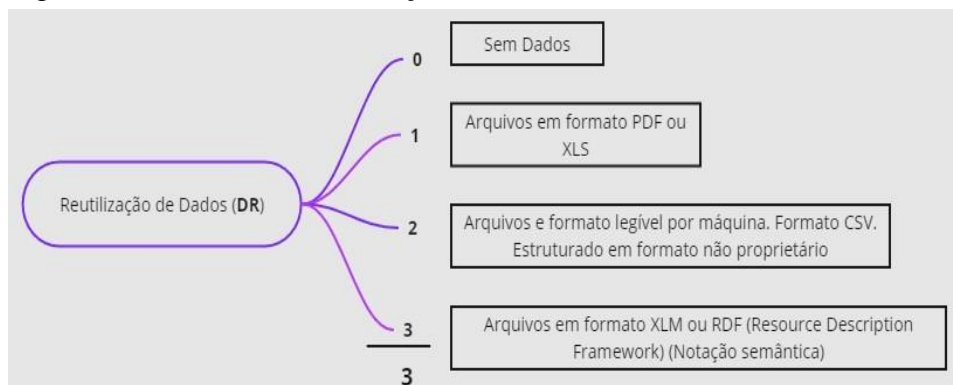 0
Sem Dados
1
Arquivos em formato PDF ou
XLS
Reutilização de Dados (DR)
2
Arquivos e formato legível por máquina. Formato CSV.
Estruturado em formato não proprietário
3
Arquivos em formato XLM ou RDF (Resource Description
Framework) (Notação semântica)
3